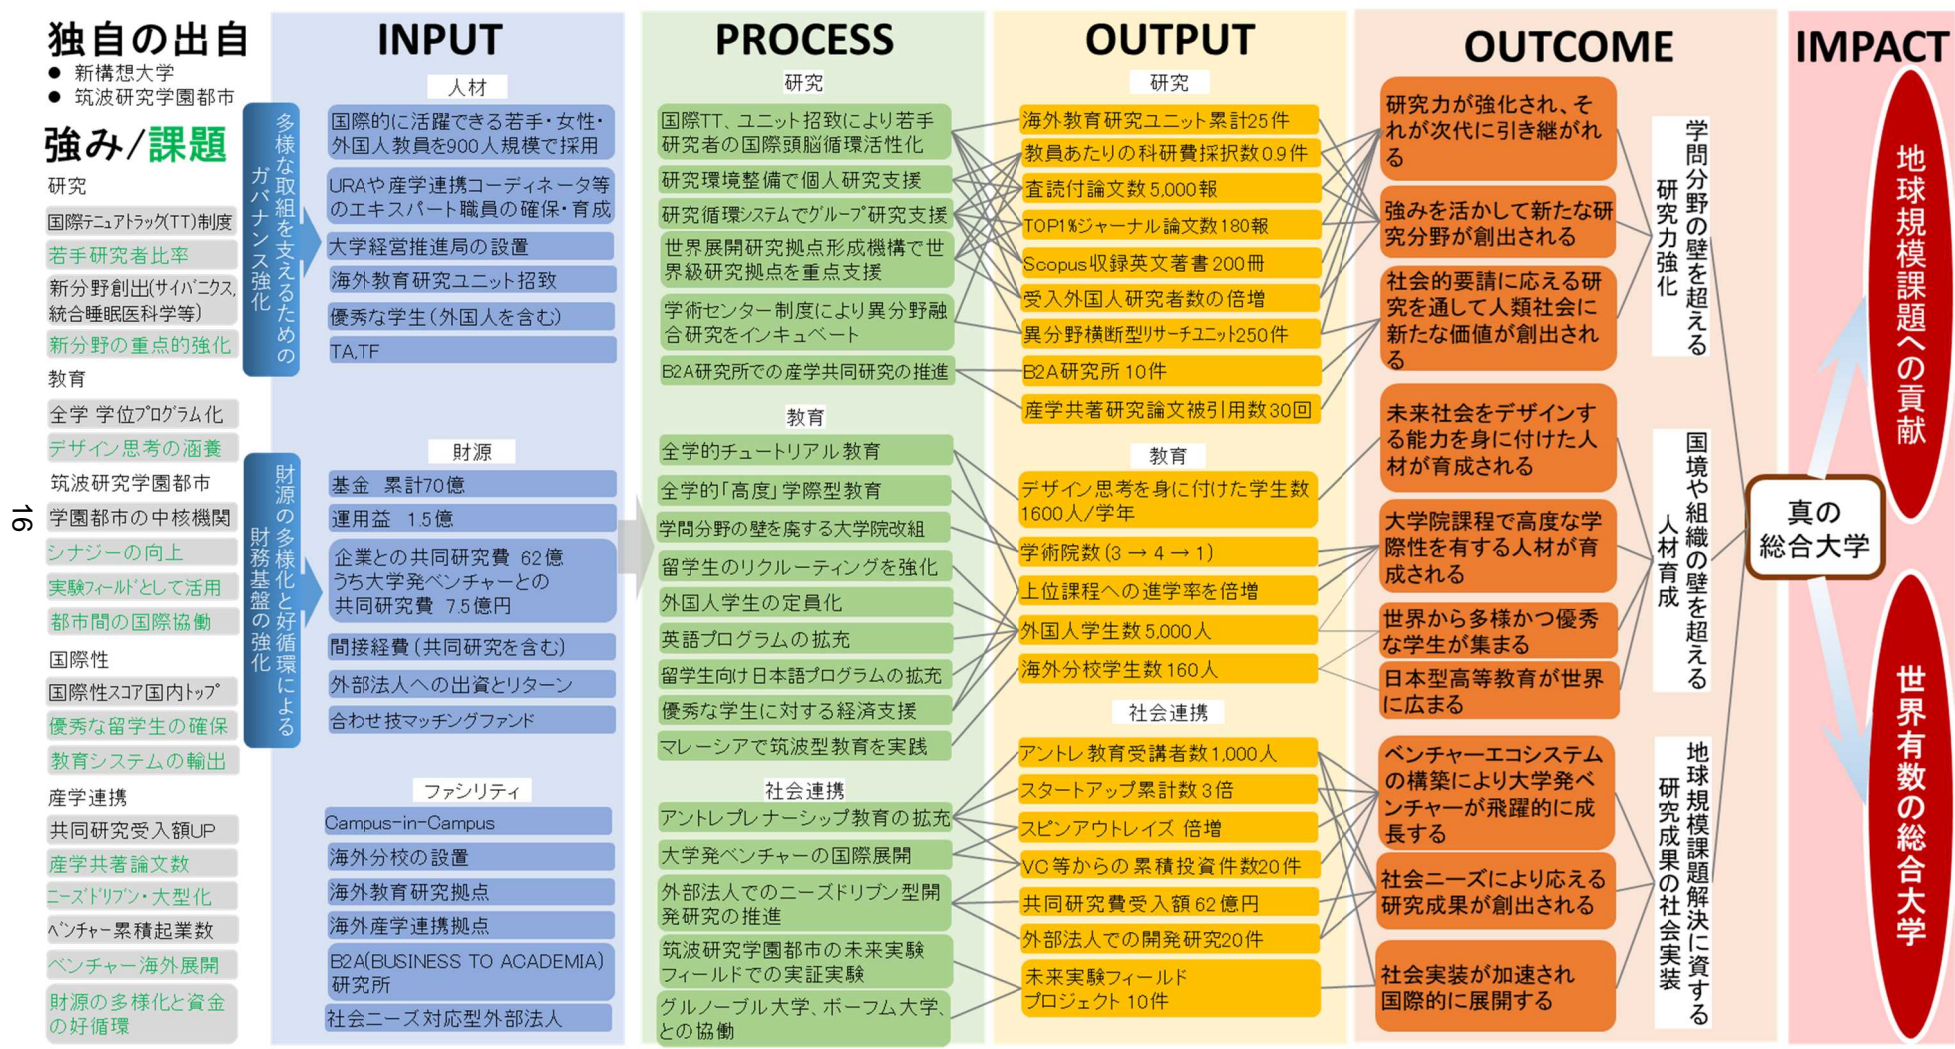 独自の出自
● 新構想大学
● 筑波研究学園都市
強み/課題
研究
国際テニュアトラック(TT)制度
若手研究者比率
新分野創出(サイバニクス,
統合睡眠医科学等)
新分野の重点的強化
教育
全学 学位プログラム化
デザイン思考の涵養
筑波研究学園都市
学園都市の中核機関
シナジーの向上
実験フィールドとして活用
都市間の国際協働
国際性
国際性スコア国内トップ
優秀な留学生の確保
教育システムの輸出
産学連携
共同研究受入額UP
産学共著論文数
ニーズドリブン・大型化
ベンチャー累積起業数
ベンチャー海外展開
財源の多様化と資金
の好循環
16
多様な取組を支えるための
ガバナンス強化
財源の多様化と好循環による
財務基盤の強化
INPUT
人材
国際的に活躍できる若手・女性・
外国人教員を900人規模で採用
URAや産学連携コーディネータ等
のエキスパート職員の確保・育成
大学経営推進局の設置
海外教育研究ユニット招致
優秀な学生(外国人を含む)
TA,TF
財源
基金 累計70億
運用益 1.5億
企業との共同研究費 62億
うち大学発ベンチャーとの
共同研究費 7.5億円
間接経費(共同研究を含む)
外部法人への出資とリターン
合わせ技マッチングファンド
ファシリティ
Campus-in-Campus
海外分校の設置
海外教育研究拠点
海外産学連携拠点
B2A(BUSINESS TO ACADEMIA)
研究所
社会ニーズ対応型外部法人
PROCESS
研究
国際TT、ユニット招致により若手
研究者の国際頭脳循環活性化
研究環境整備で個人研究支援
研究循環システムでグループ研究支援
世界展開研究拠点形成機構で世
界級研究拠点を重点支援
学術センター制度により異分野融
合研究をインキュベート
B2A研究所での産学共同研究の推進
教育
全学的チュートリアル教育
全学的「高度」学際型教育
学問分野の壁を廃する大学院改組
留学生のリクルーティングを強化
外国人学生の定員化
英語プログラムの拡充
留学生向け日本語プログラムの拡充
優秀な学生に対する経済支援
マレーシアで筑波型教育を実践
社会連携
アントレプレナーシップ教育の拡充
大学発ベンチャーの国際展開
外部法人でのニーズドリブン型開
発研究の推進
筑波研究学園都市の未来実験
フィールドでの実証実験
グルノーブル大学、ボーフム大学、
との協働
OUTPUT
研究
海外教育研究ユニット累計25件
教員あたりの科研費採択数0.9件
査読付論文数5,000報
TOP1%ジャーナル論文数180報
Scopus収録英文著書200冊
受入外国人研究者数の倍増
異分野横断型リサーチユニット250件
B2A研究所 10件
産学共著研究論文被引用数30回
教育
デザイン思考を身に付けた学生数
1600人/学年
学術院数(3→4→1)
上位課程への進学率を倍増
外国人学生数5,000人
海外分校学生数160人
社会連携
アントレ教育受講者数1,000人
スタートアップ累計数3倍
スピンアウトレイズ 倍増
VC等からの累積投資件数20件
共同研究費受入額62億円
外部法人での開発研究20件
未来実験フィールド
プロジェクト 10件
OUTCOME
研究力が強化され、そ
れが次代に引き継がれ
る
強みを活かして新たな研
究分野が創出される
社会的要請に応える研
究を通して人類社会に
新たな価値が創出され
る
未来社会をデザインす
る能力を身に付けた人
材が育成される
大学院課程で高度な学
際性を有する人材が育
成される
世界から多様かつ優秀
な学生が集まる
日本型高等教育が世界
に広まる
ベンチャーエコシステム
の構築により大学発ベ
ンチャーが飛躍的に成
長する
社会ニーズにより応える
研究成果が創出される
社会実装が加速され
国際的に展開する
学問分野の壁を超える
研究力強化
国境や組織の壁を超える
人材育成
地球規模課題解決に資する
研究成果の社会実装
IMPACT
真の
総合大学
地球規模課題への貢献
世界有数の総合大学